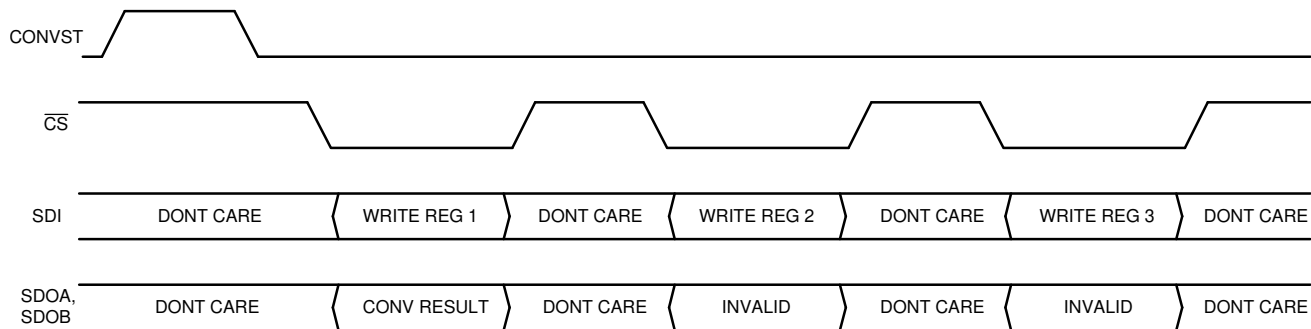 CONVST
C̅S̅
SDI DONT CARE WRITE REG 1 DONT CARE WRITE REG 2 DONT CARE WRITE REG 3 DONT CARE
SDOA,
SDOB DONT CARE CONV RESULT DONT CARE INVALID DONT CARE INVALID DONT CARE